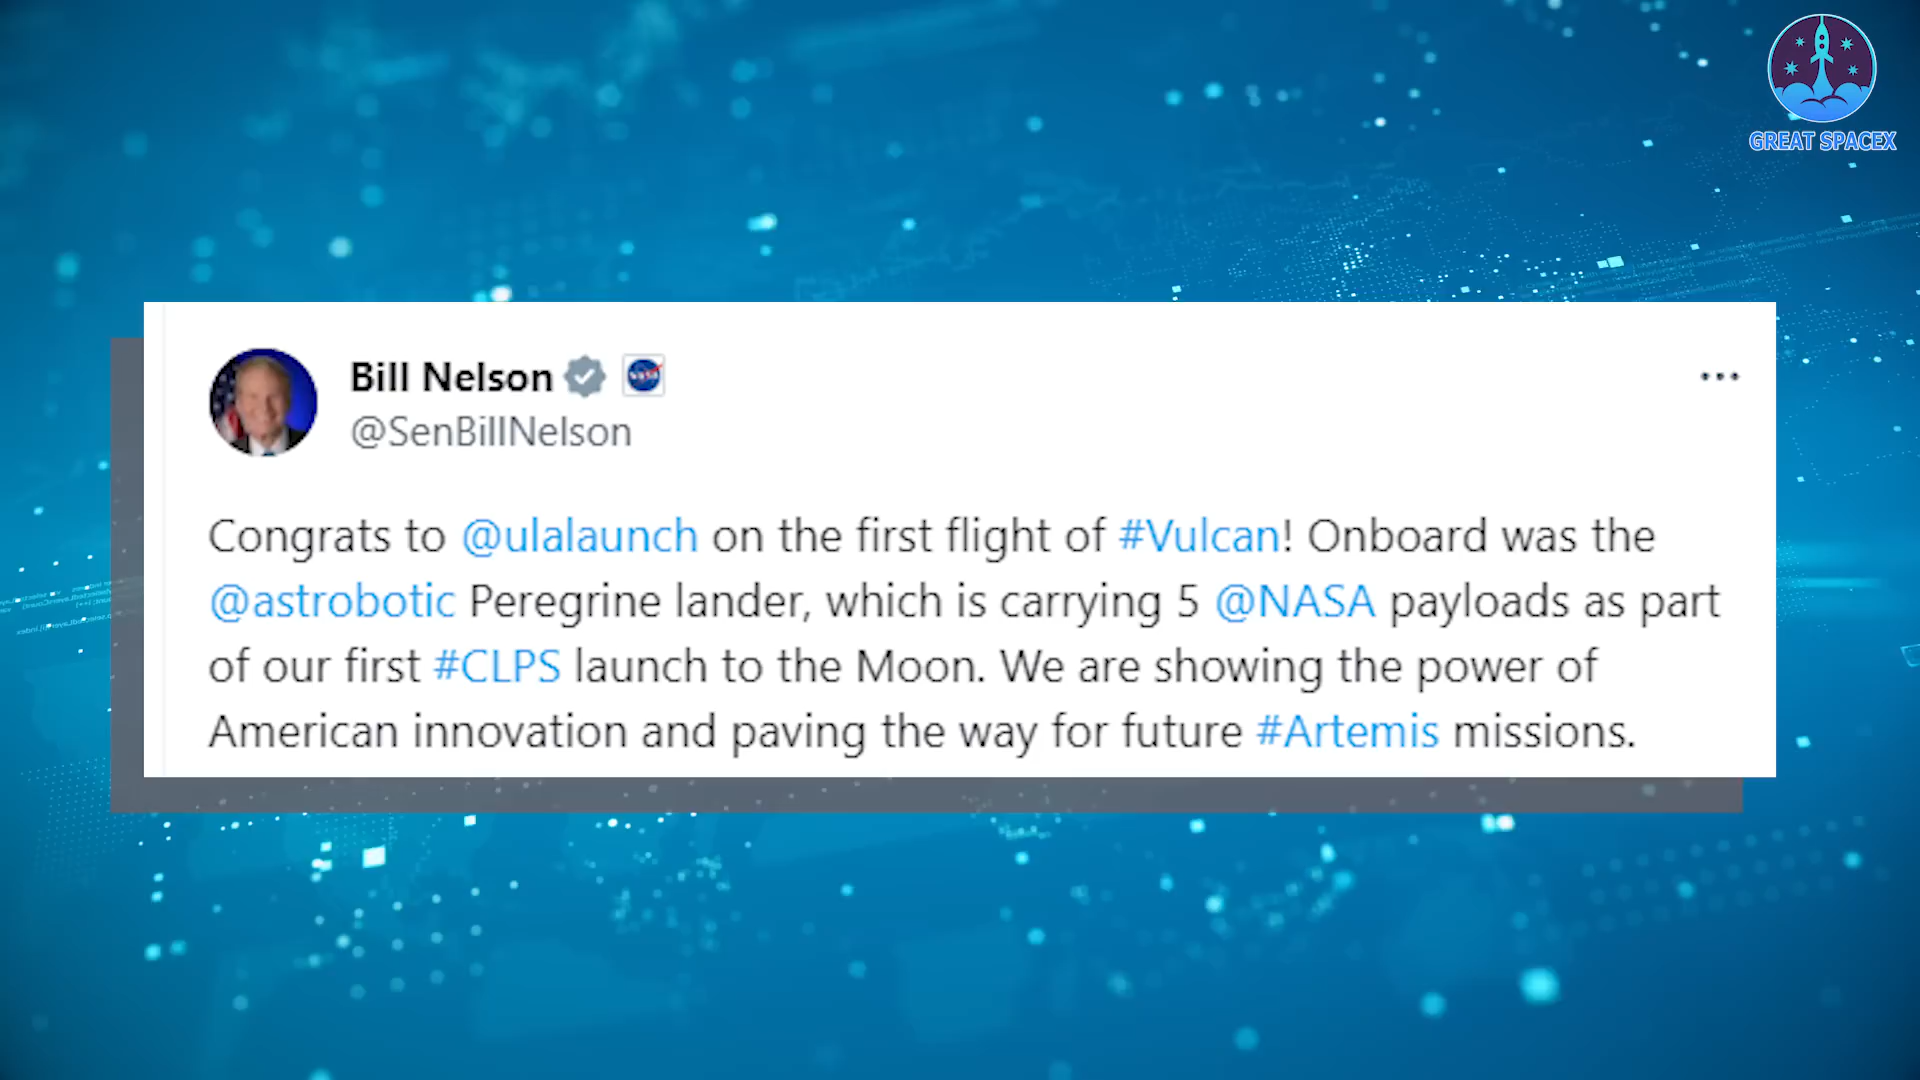 GREAT SPACEX
Bill Nelson
@SenBillNelson
Congrats to @ulalaunch on the first flight of #Vulcan! Onboard was the
@astrobotic Peregrine lander, which is carrying 5 @NASA payloads as part
of our first #CLPS launch to the Moon. We are showing the power of
American innovation and paving the way for future #Artemis missions.